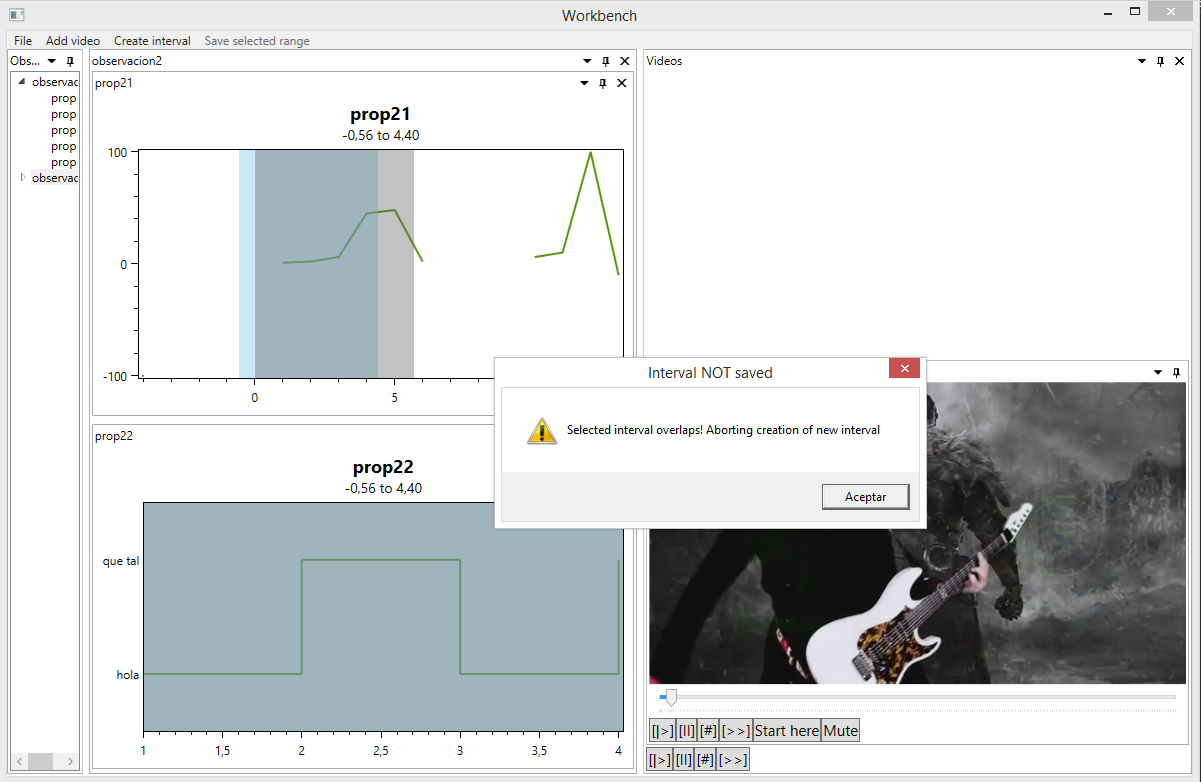 Workbench
File Add video Create interval Save selected range
Obs...
observac
prop
prop
prop
prop
prop
observac
observacion2
prop21
prop21
-0,56 to 4,40
100
0
-100
0 5
prop22
prop22
-0,56 to 4,40
que tal
hola
1 1,5 2 2,5 3 3,5 4
Videos
Interval NOT saved
Selected interval overlaps! Aborting creation of new interval
Aceptar
[|>] [||] [#] [>>] Start here Mute
[|>] [||] [#] [>>]